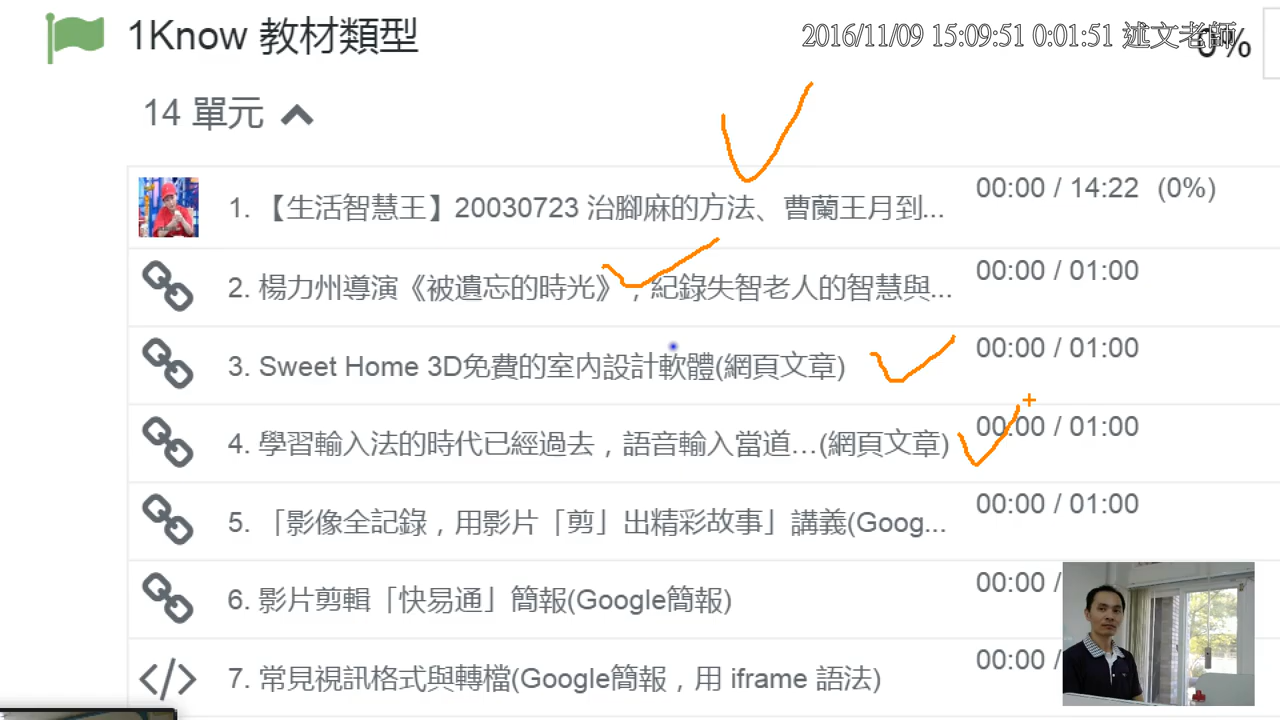 1Know 教材類型
2016/11/09 15:09:51 0:01:51 述文老師
0%
14 單元
1. 【生活智慧王】20030723 治腳麻的方法、曹蘭王月到...
00:00 / 14:22 (0%)
2. 楊力州導演《被遺忘的時光》，紀錄失智老人的智慧與...
00:00 / 01:00
3. Sweet Home 3D免費的室內設計軟體(網頁文章)
00:00 / 01:00
4. 學習輸入法的時代已經過去，語音輸入當道...(網頁文章)
00:00 / 01:00
5. 「影像全記錄，用影片「剪」出精彩故事」講義(Goog...
00:00 / 01:00
6. 影片剪輯「快易通」簡報(Google簡報)
00:00 /
7. 常見視訊格式與轉檔(Google簡報，用 iframe 語法)
00:00 /